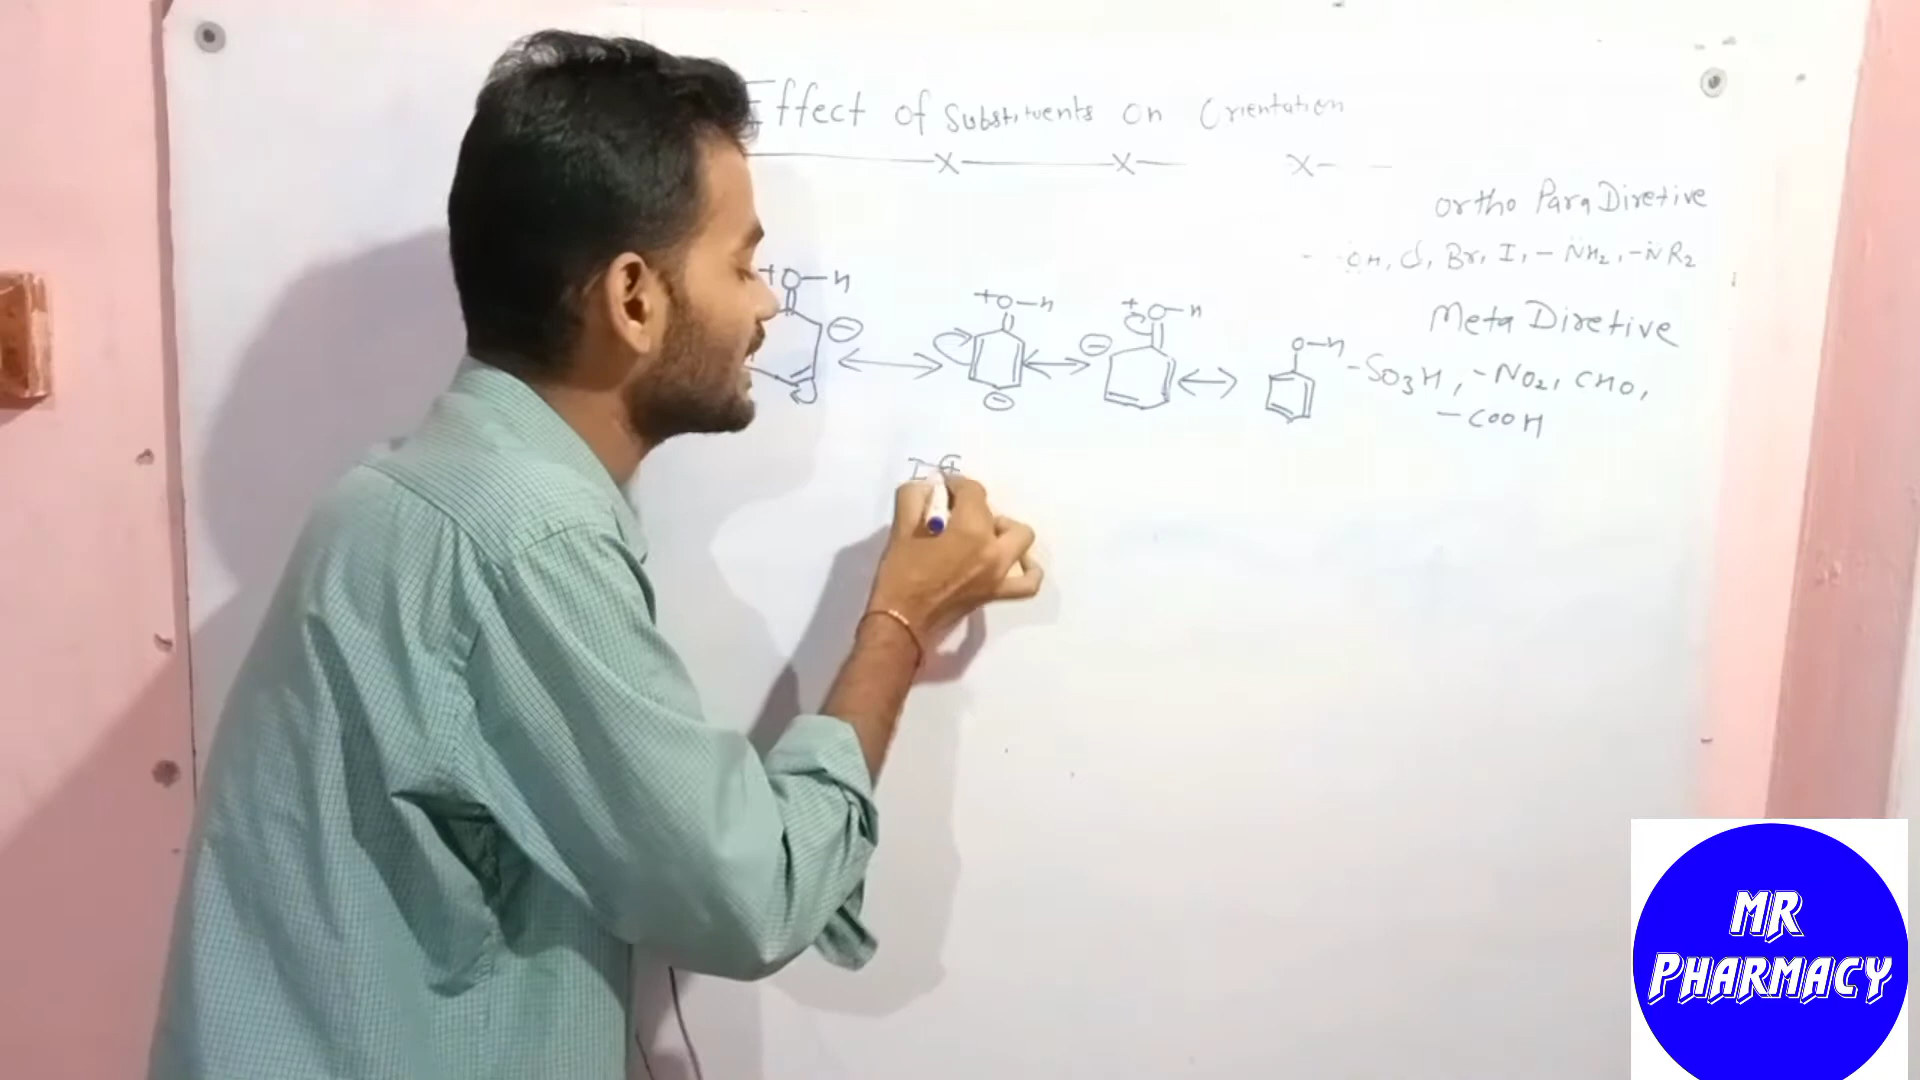 Effect of Substituents on Orientation
X X X
Ortho Para Diretive
- OH, Cl, Br, I, - NH2, -NR2
Meta Diretive
-SO3H, -NO2, CHO,
-COOH
+O-H
⊖
+O-H
⊖
+O-H
⊖
O-H
MR
PHARMACY